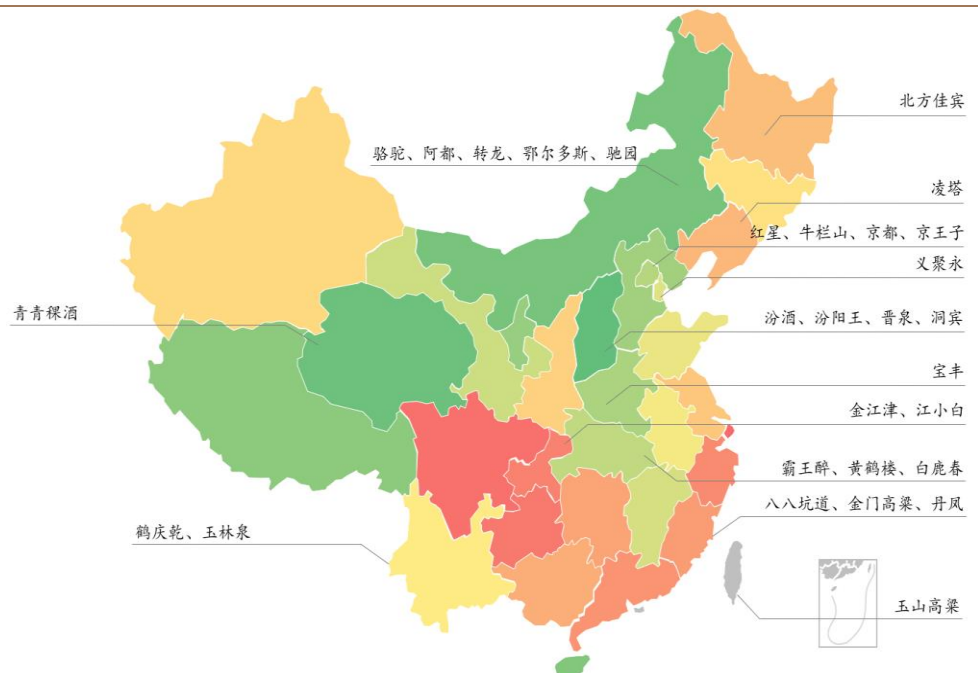 北方佳宾
骆驼、阿都、转龙、鄂尔多斯、驰园
凌塔
红星、牛栏山、京都、京王子
义聚永
青青稞酒
汾酒、汾阳王、晋泉、洞宾
宝丰
金江津、江小白
霸王醉、黄鹤楼、白鹿春
八八坑道、金门高粱、丹凤
鹤庆乾、玉林泉
玉山高粱